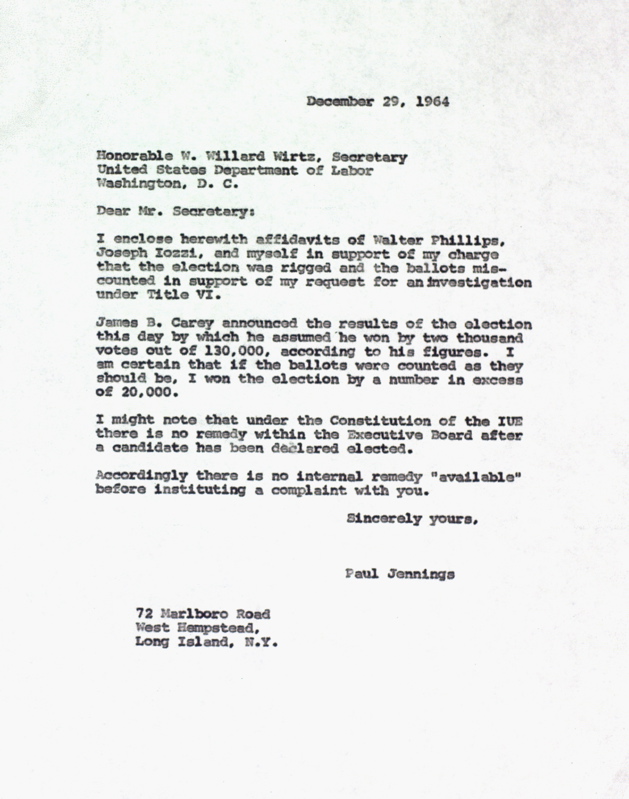 December 29, 1964
Honorable W. Willard Wirtz, Secretary
United States Department of Labor
Washington, D. C.
Dear Mr. Secretary:
I enclose herewith affidavits of Walter Phillips,
Joseph Iozzi, and myself in support of my charge
that the election was rigged and the ballots mis-
counted in support of my request for an investigation
under Title VI.
James B. Carey announced the results of the election
this day by which he assumed he won by two thousand
votes out of 130,000, according to his figures. I
am certain that if the ballots were counted as they
should be, I won the election by a number in excess
of 20,000.
I might note that under the Constitution of the IUE
there is no remedy within the Executive Board after
a candidate has been declared elected.
Accordingly there is no internal remedy "available"
before instituting a complaint with you.
Sincerely yours,
Paul Jennings
72 Marlboro Road
West Hempstead,
Long Island, N.Y.